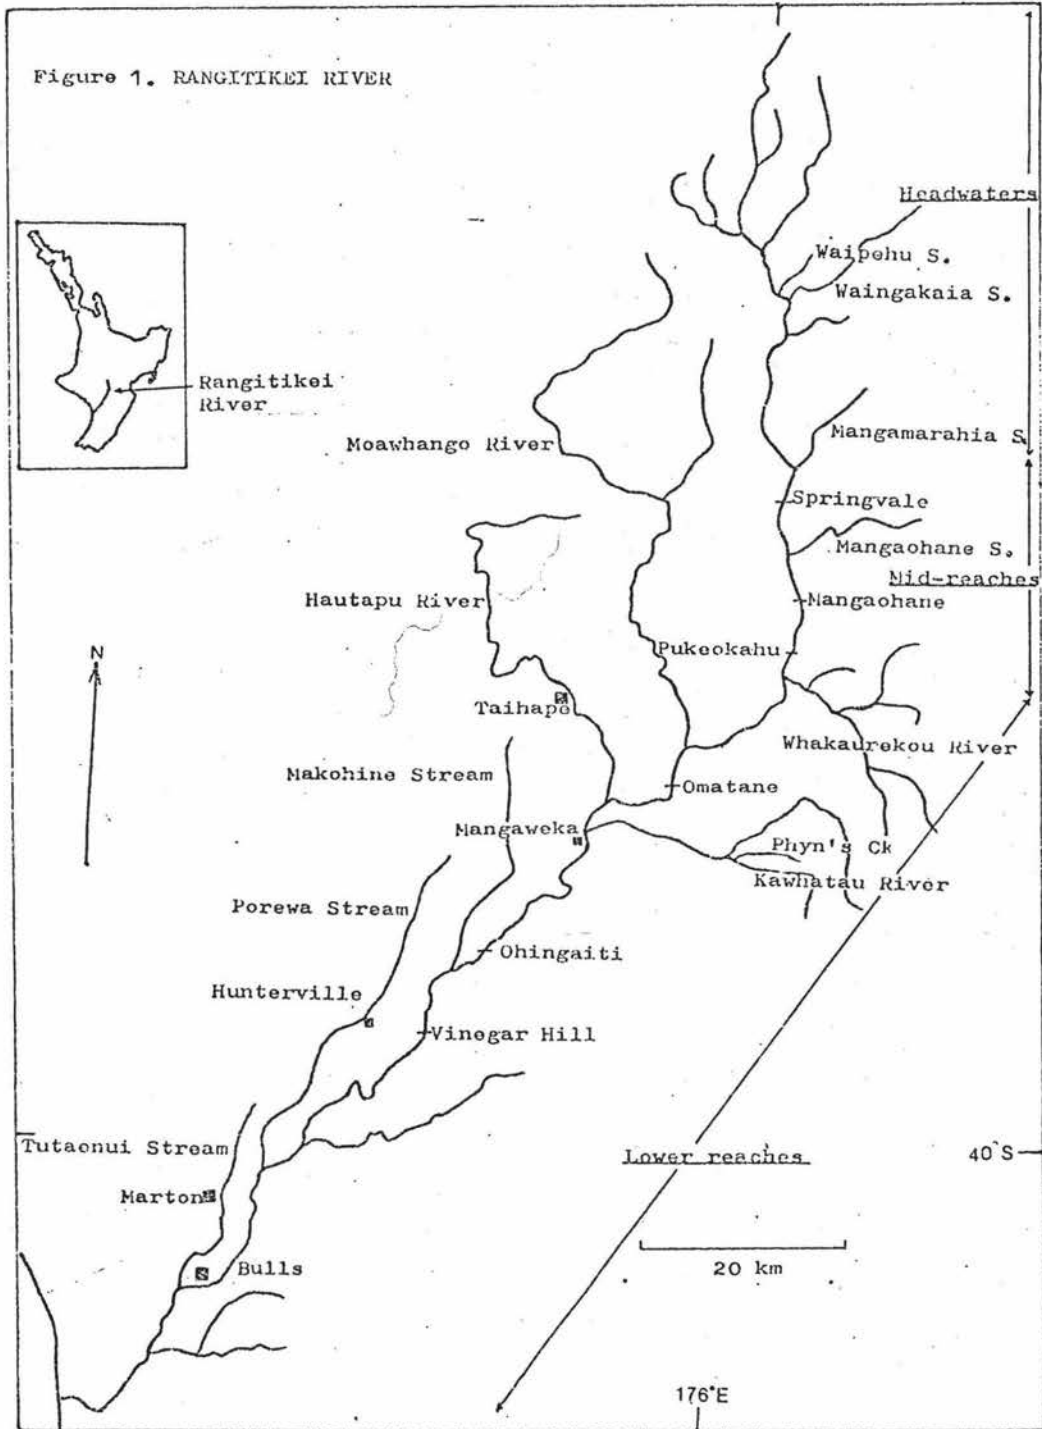 Figure 1. RANGITIKEI RIVER
Headwaters
Waipehu S.
Waingakaia S.
Rangitikei
River
Moawhango River
Mangamarahia S.
Springvale
Mangaohane S.
Mid-reaches
Hautapu River
Mangaohane
N
Pukeokahu
Taihape
Whakaurekou River
Makohine Stream
Omatane
Mangaweka
Phyn's Ck
Kawhatau River
Porewa Stream
Ohingaiti
Hunterville
Vinegar Hill
Tutaenui Stream
Lower reaches
40°S
Marton
Bulls
20 km
176°E